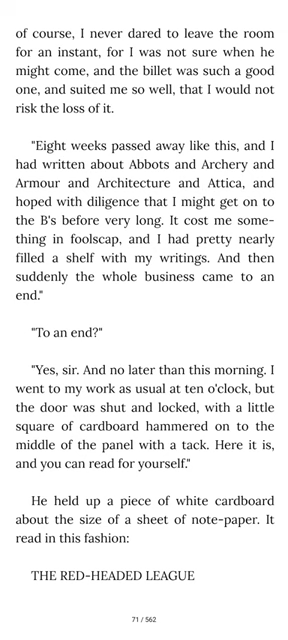 of course, I never dared to leave the room
for an instant, for I was not sure when he
might come, and the billet was such a good
one, and suited me so well, that I would not
risk the loss of it.
"Eight weeks passed away like this, and I
had written about Abbots and Archery and
Armour and Architecture and Attica, and
hoped with diligence that I might get on to
the B's before very long. It cost me some-
thing in foolscap, and I had pretty nearly
filled a shelf with my writings. And then
suddenly the whole business came to an
end."
"To an end?"
"Yes, sir. And no later than this morning. I
went to my work as usual at ten o'clock, but
the door was shut and locked, with a little
square of cardboard hammered on to the
middle of the panel with a tack. Here it is,
and you can read for yourself."
He held up a piece of white cardboard
about the size of a sheet of note-paper. It
read in this fashion:
THE RED-HEADED LEAGUE
71 / 562